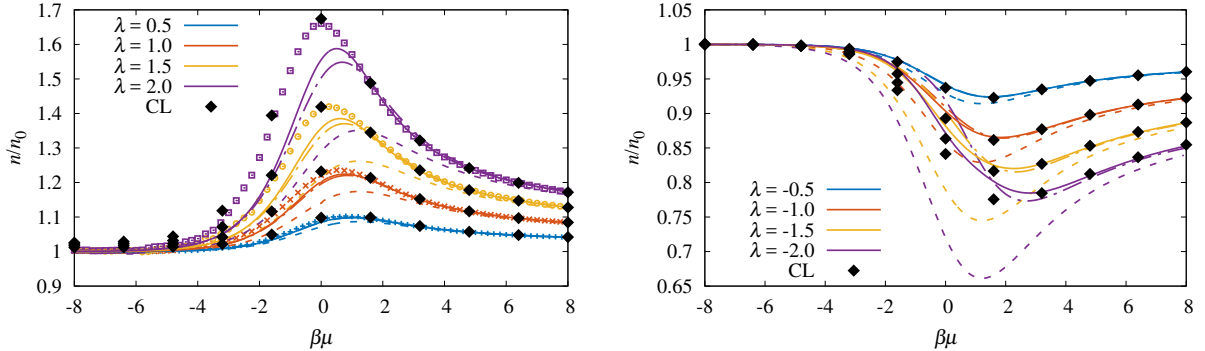 1.7
1.6
1.5
1.4
1.3
1.2
1.1
1
0.9
n/n0
λ = 0.5
λ = 1.0
λ = 1.5
λ = 2.0
CL
-8 -6 -4 -2 0 2 4 6 8
βμ
1.05
1
0.95
0.9
0.85
0.8
0.75
0.7
0.65
n/n0
λ = -0.5
λ = -1.0
λ = -1.5
λ = -2.0
CL
-8 -6 -4 -2 0 2 4 6 8
βμ